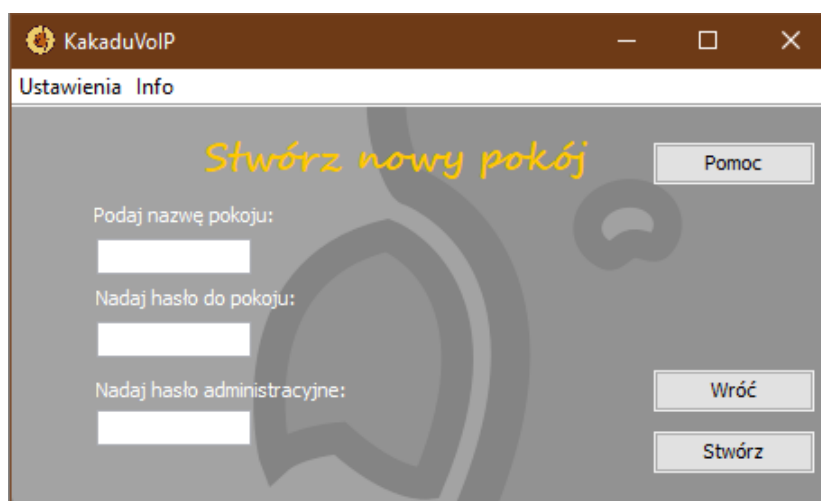 KakaduVoIP
Ustawienia Info
Stwórz nowy pokój
Pomoc
Podaj nazwę pokoju:
Nadaj hasło do pokoju:
Nadaj hasło administracyjne:
Wróć
Stwórz